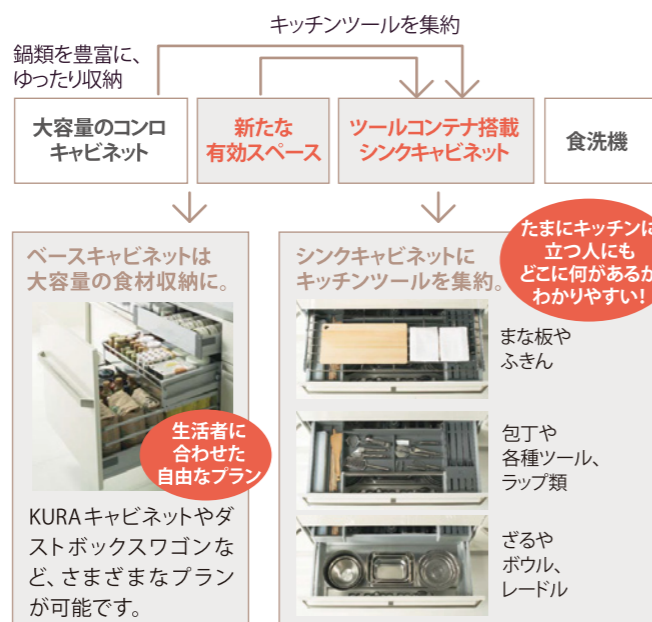 キッチンツールを集約
鍋類を豊富に、
ゆったり収納
大容量のコンロ
キャビネット
新たな
有効スペース
ツールコンテナ搭載
シンクキャビネット
食洗機
ベースキャビネットは
大容量の食材収納に。
生活者に
合わせた
自由なプラン
KURAキャビネットやダ
ストボックスワゴンな
ど、さまざまなプラン
が可能です。
シンクキャビネットに
キッチンツールを集約。
たまにキッチンに
立つ人にも
どこに何があるか
わかりやすい!
まな板や
ふきん
包丁や
各種ツール、
ラップ類
ざるや
ボウル、
レードル